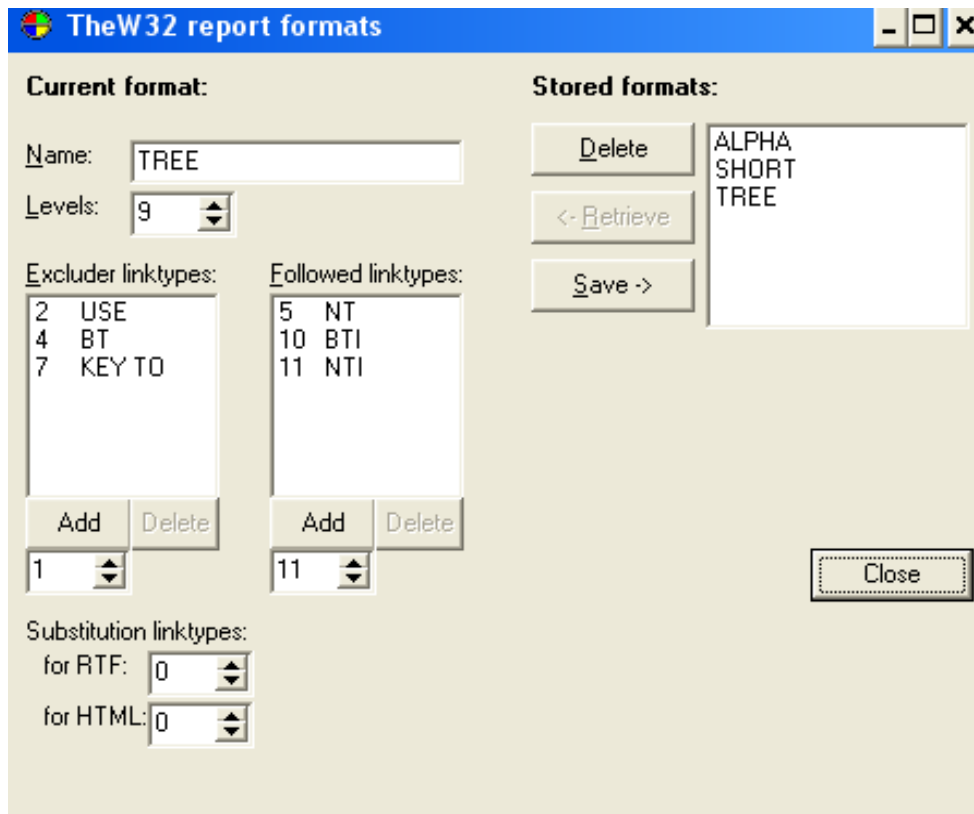 TheW32 report formats
Current format:
Name: TREE
Levels: 9
Excluder linktypes:
2 USE
4 BT
7 KEY TO
Add Delete
1
Followed linktypes:
5 NT
10 BTI
11 NTI
Add Delete
11
Substitution linktypes:
for RTF: 0
for HTML: 0
Stored formats:
Delete
<- Retrieve
Save ->
ALPHA
SHORT
TREE
Close